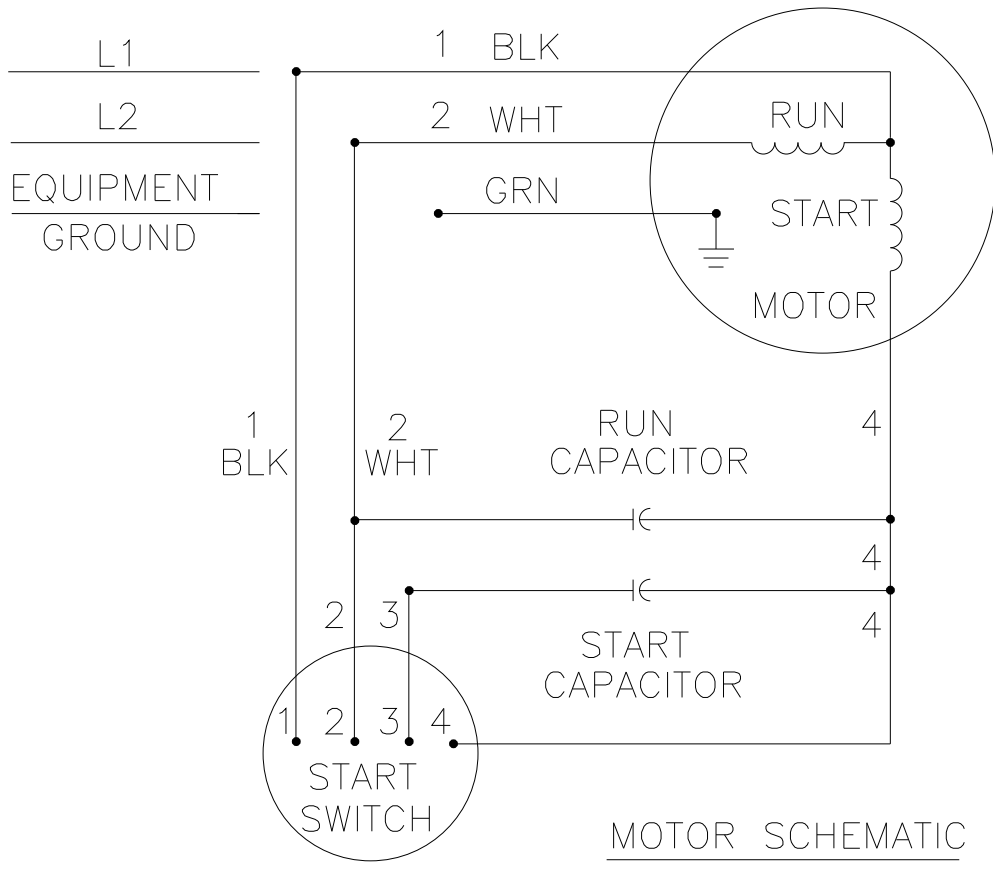 L1
1 BLK
L2
2 WHT
RUN
EQUIPMENT
GROUND
GRN
START
MOTOR
1
BLK
2
WHT
RUN
CAPACITOR
4
4
2 3
START
CAPACITOR
4
1 2 3 4
START
SWITCH
MOTOR SCHEMATIC